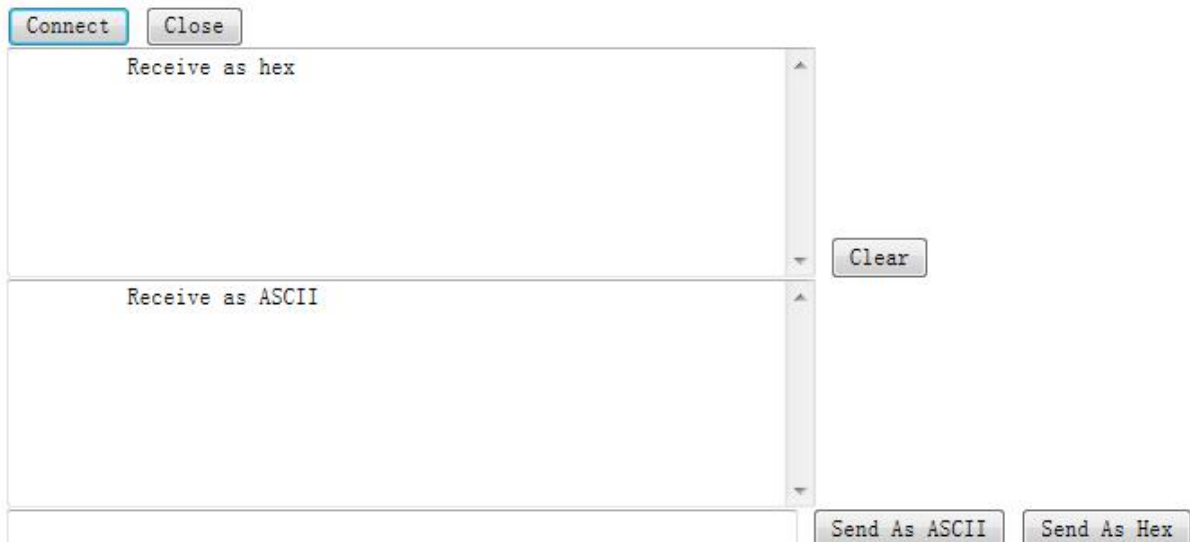 Connect Close
Receive as hex
Clear
Receive as ASCII
Send As ASCII Send As Hex